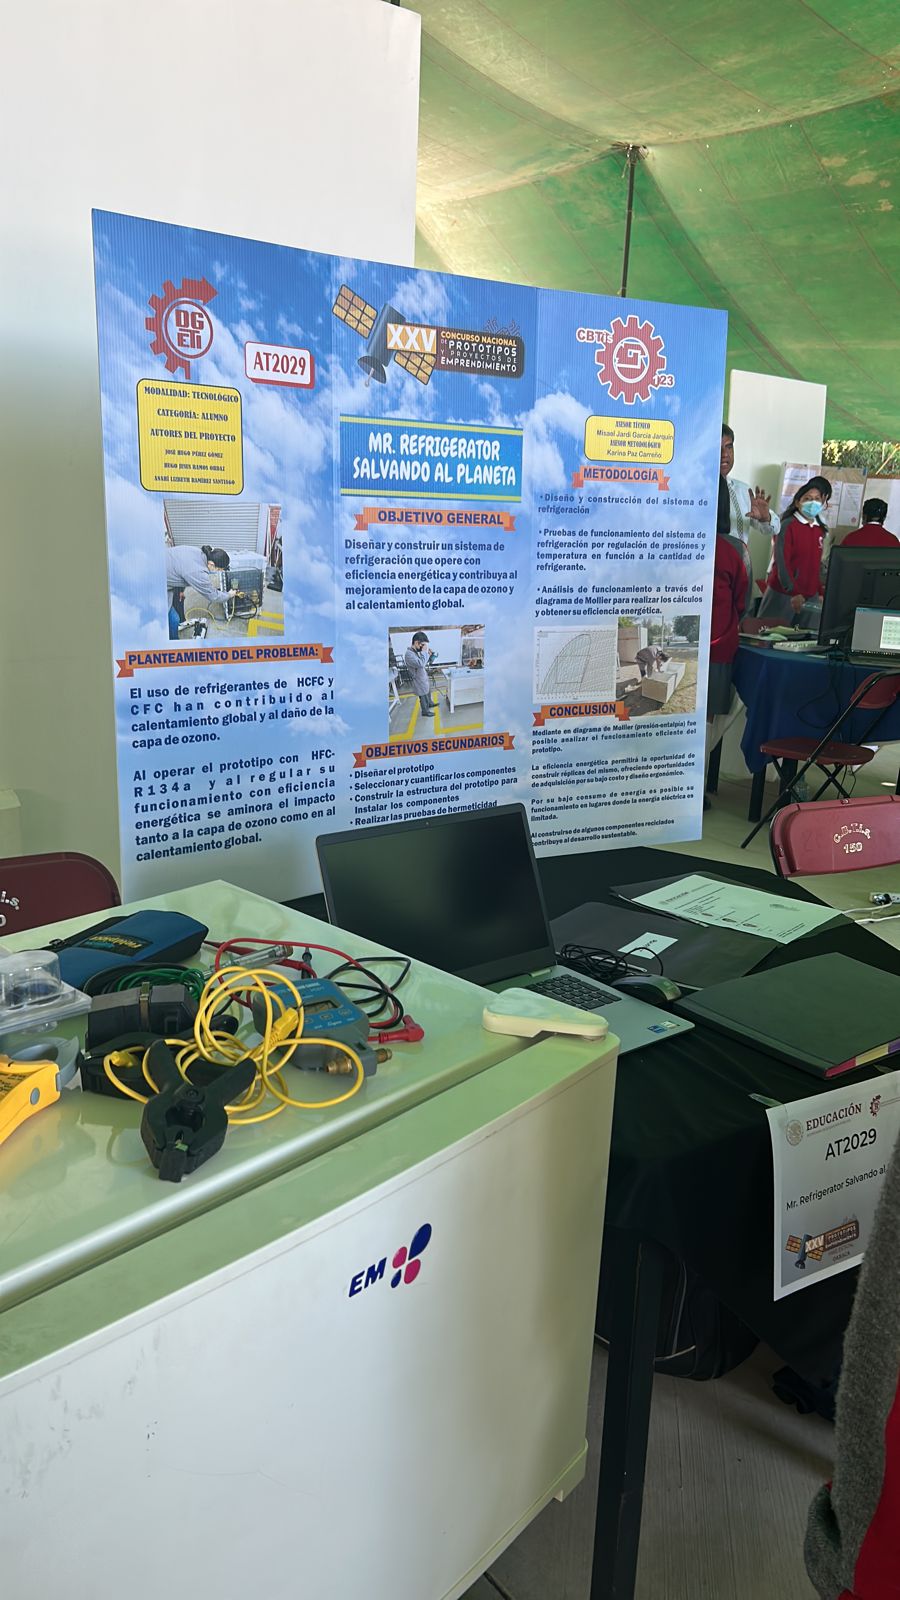 DG
ETI
AT2029
MODALIDAD: TECNOLÓGICO
CATEGORÍA: ALUMNO
AUTORES DEL PROYECTO
JOSÉ HUGO PÉREZ GÓMEZ
HUGO JESUS RAMOS ORDAZ
ANAHÍ LIZBETH RAMÍREZ SANTIAGO
PLANTEAMIENTO DEL PROBLEMA:
El uso de refrigerantes de HCFC y
CFC han contribuido al
calentamiento global y al daño de la
capa de ozono.
Al operar el prototipo con HFC-
R134a y al regular su
funcionamiento con eficiencia
energética se aminora el impacto
tanto a la capa de ozono como en al
calentamiento global.
XXV
CONCURSO NACIONAL
DE PROTOTIPOS
Y PROYECTOS DE
EMPRENDIMIENTO
MR. REFRIGERATOR
SALVANDO AL PLANETA
OBJETIVO GENERAL
Diseñar y construir un sistema de
refrigeración que opere con
eficiencia energética y contribuya al
mejoramiento de la capa de ozono y
al calentamiento global.
OBJETIVOS SECUNDARIOS
• Diseñar el prototipo
• Seleccionar y cuantificar los componentes
• Construir la estructura del prototipo para
Instalar los componentes
• Realizar las pruebas de hermeticidad
CBTis
123
ASESOR TÉCNICO
Misael Jardi García Jarquín
ASESOR METODOLÓGICO
Karina Paz Carreño
METODOLOGÍA
• Diseño y construcción del sistema de
refrigeración
• Pruebas de funcionamiento del sistema de
refrigeración por regulación de presiónes y
temperatura en función a la cantidad de
refrigerante.
• Análisis de funcionamiento a través del
diagrama de Mollier para realizar los cálculos
y obtener su eficiencia energética.
CONCLUSIÓN
Mediante en diagrama de Mollier (presión-entalpía) fue
posible analizar el funcionamiento eficiente del
prototipo.
La eficiencia energética permitirá la oportunidad de
construir réplicas del mismo, ofreciendo oportunidades
de adquisición por su bajo costo y diseño ergonómico.
Por su bajo consumo de energía es posible su
funcionamiento en lugares donde la energía eléctrica es
limitada.
Al construirse de algunos componentes reciclados
contribuye al desarrollo sustentable.
C.B.T.i.s.
150
EDUCACIÓN
AT2029
Mr. Refrigerator Salvando al
XXV
OAXACA
EM